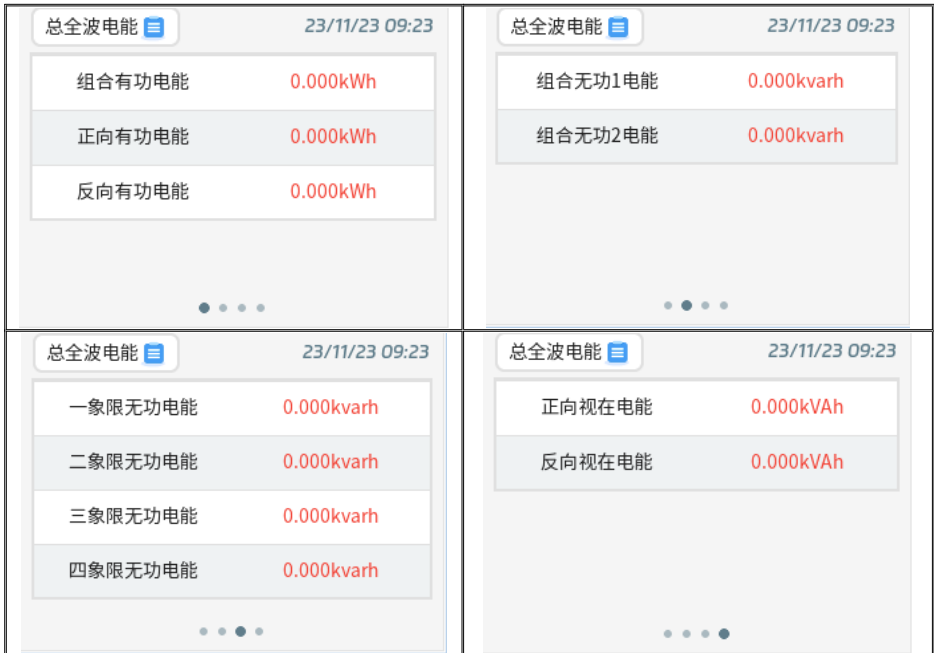 总全波电能 23/11/23 09:23
组合有功电能 0.000kWh
正向有功电能 0.000kWh
反向有功电能 0.000kWh
总全波电能 23/11/23 09:23
组合无功1电能 0.000kvarh
组合无功2电能 0.000kvarh
总全波电能 23/11/23 09:23
一象限无功电能 0.000kvarh
二象限无功电能 0.000kvarh
三象限无功电能 0.000kvarh
四象限无功电能 0.000kvarh
总全波电能 23/11/23 09:23
正向视在电能 0.000kVAh
反向视在电能 0.000kVAh